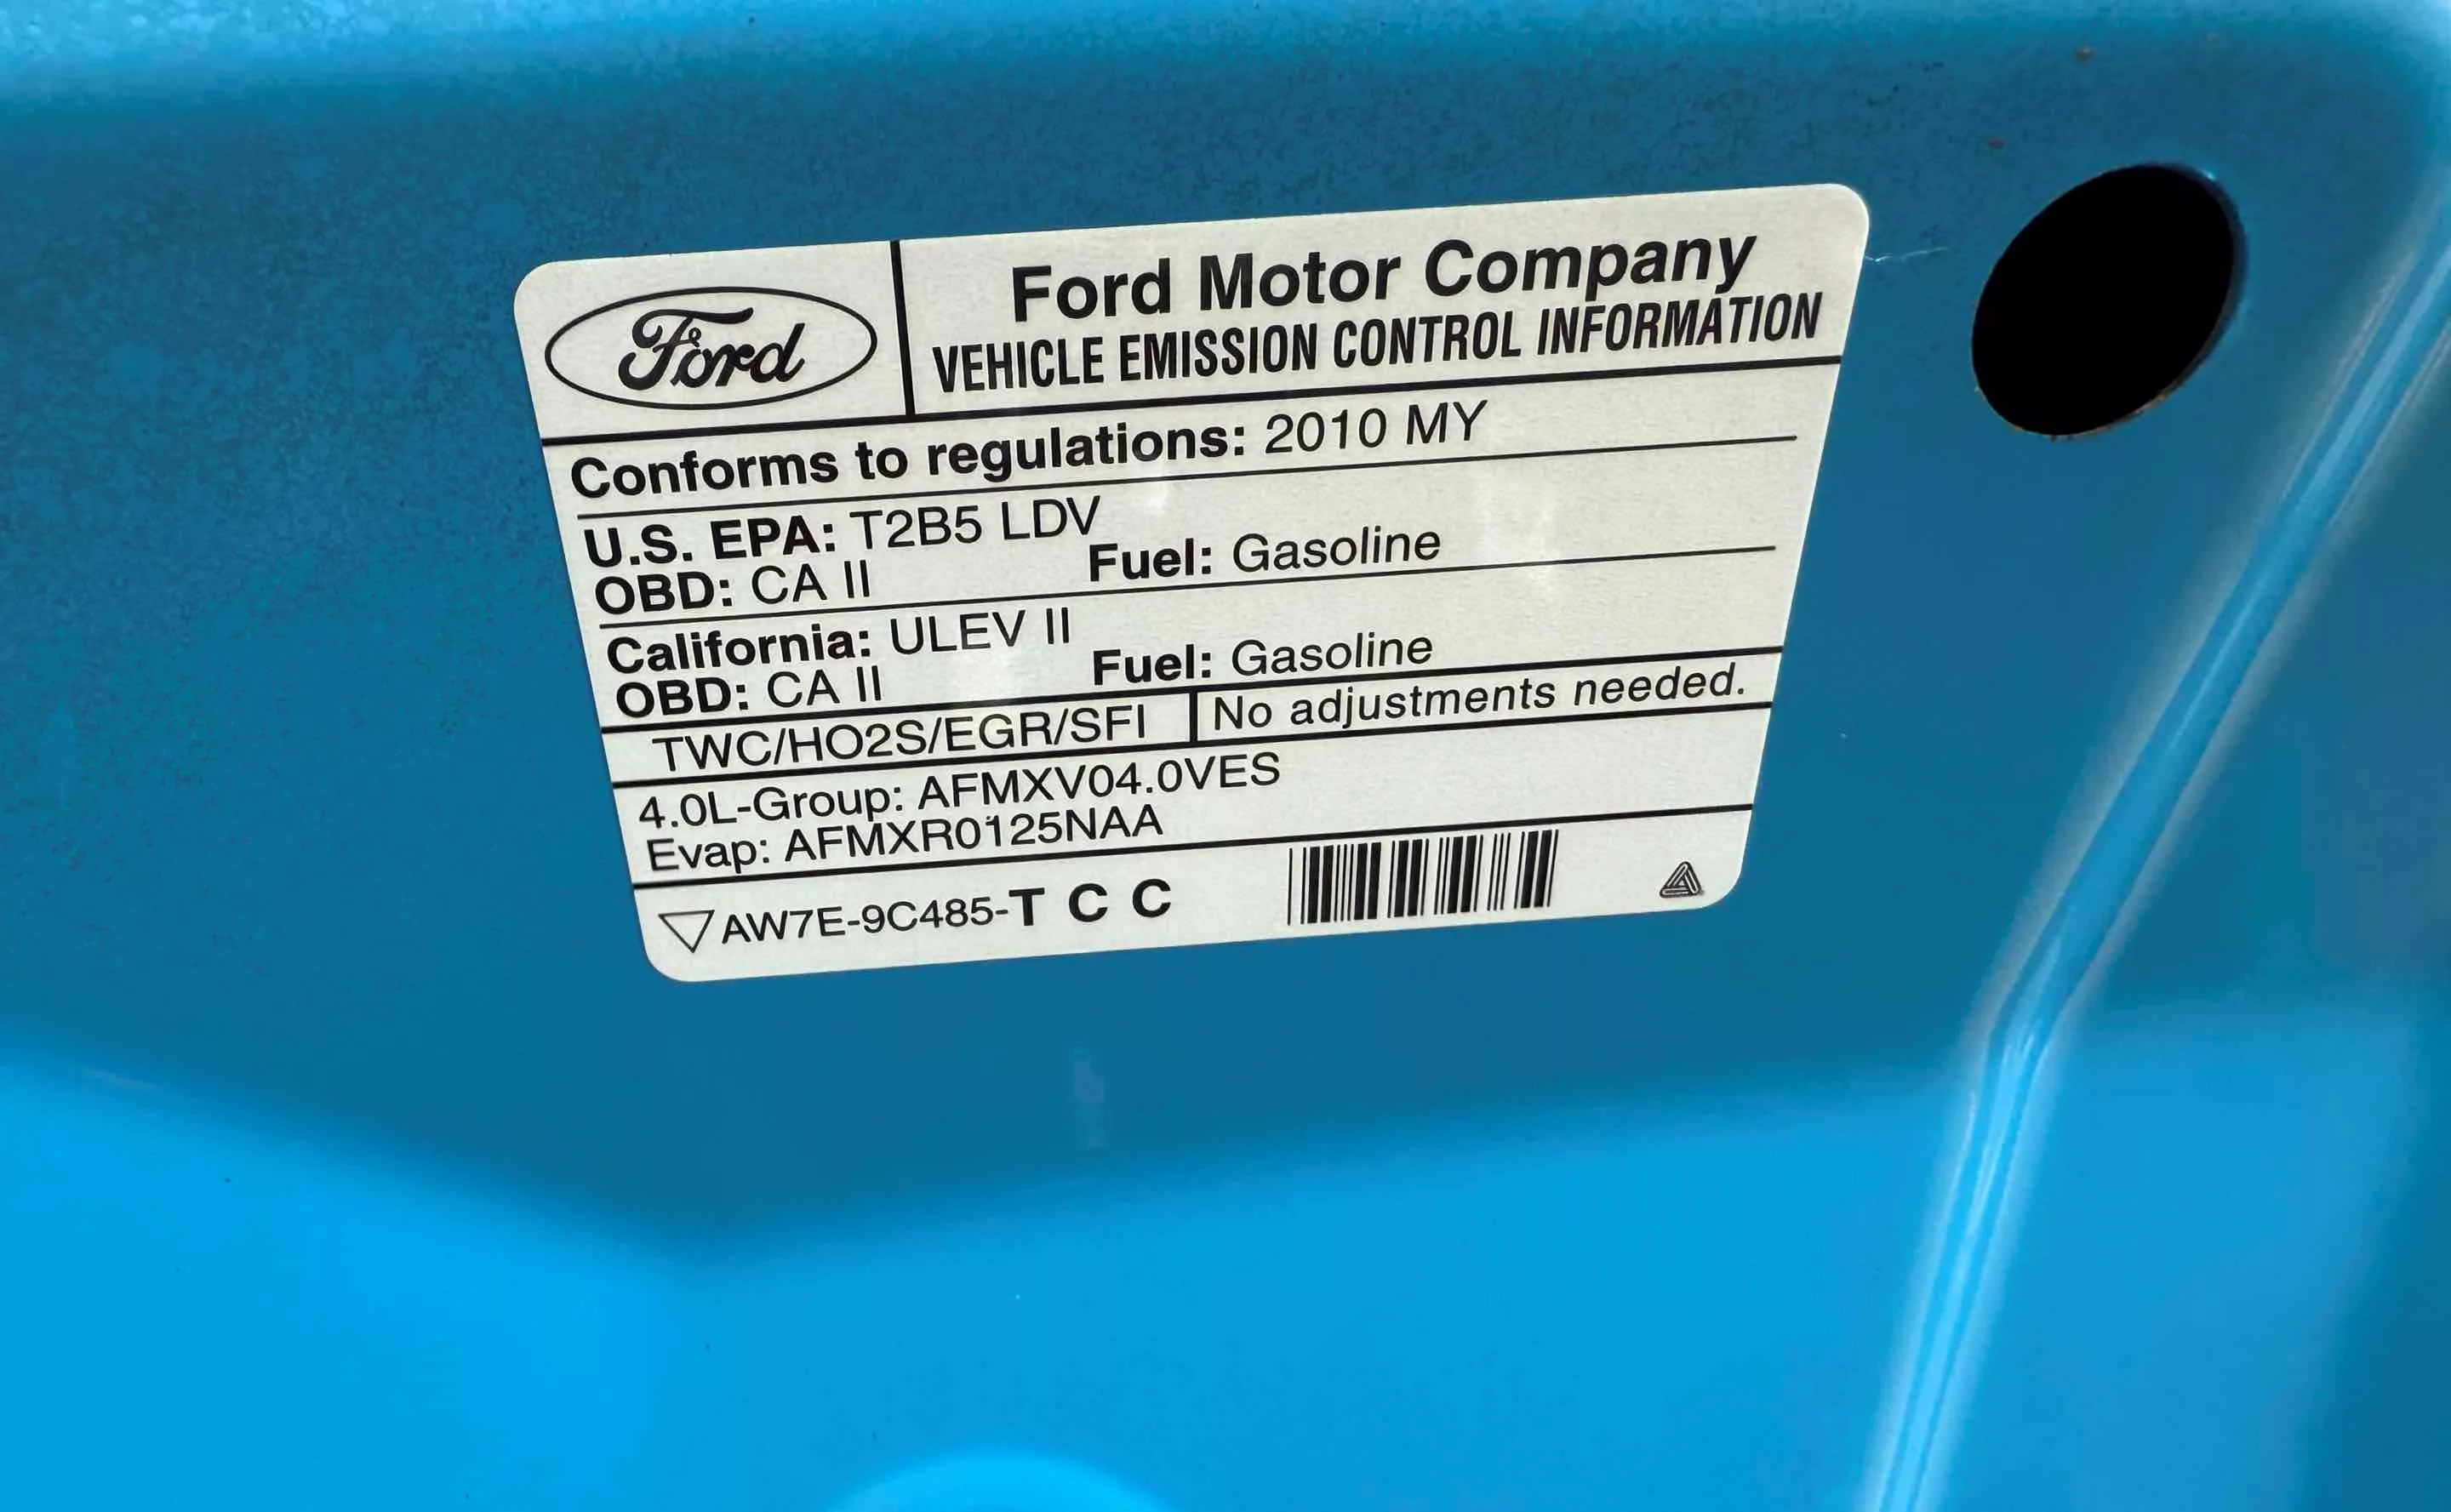 Ford
Ford Motor Company
VEHICLE EMISSION CONTROL INFORMATION
Conforms to regulations: 2010 MY
U.S. EPA: T2B5 LDV
OBD: CA II Fuel: Gasoline
California: ULEV II
OBD: CA II Fuel: Gasoline
TWC/HO2S/EGR/SFI No adjustments needed.
4.0L-Group: AFMXV04.0VES
Evap: AFMXR0125NAA
AW7E-9C485-T C C